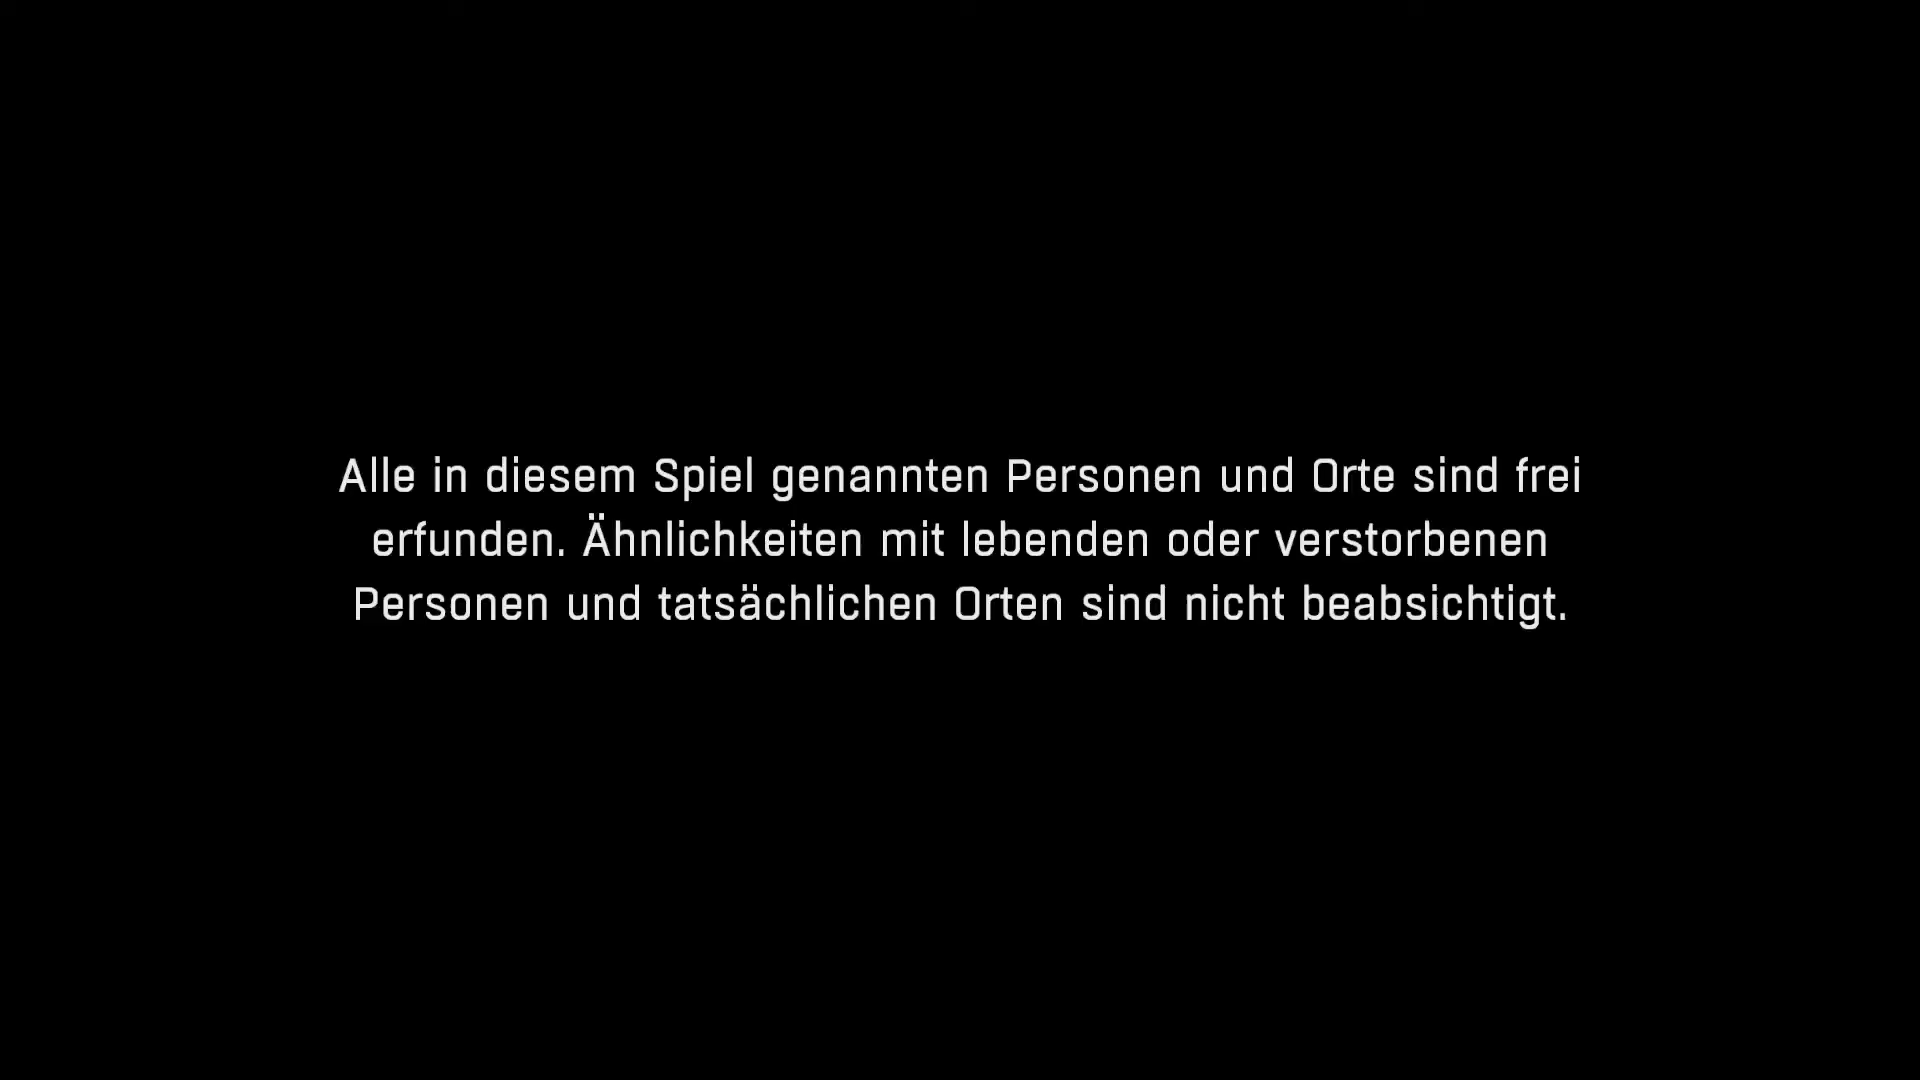 Alle in diesem Spiel genannten Personen und Orte sind frei
erfunden. Ähnlichkeiten mit lebenden oder verstorbenen
Personen und tatsächlichen Orten sind nicht beabsichtigt.